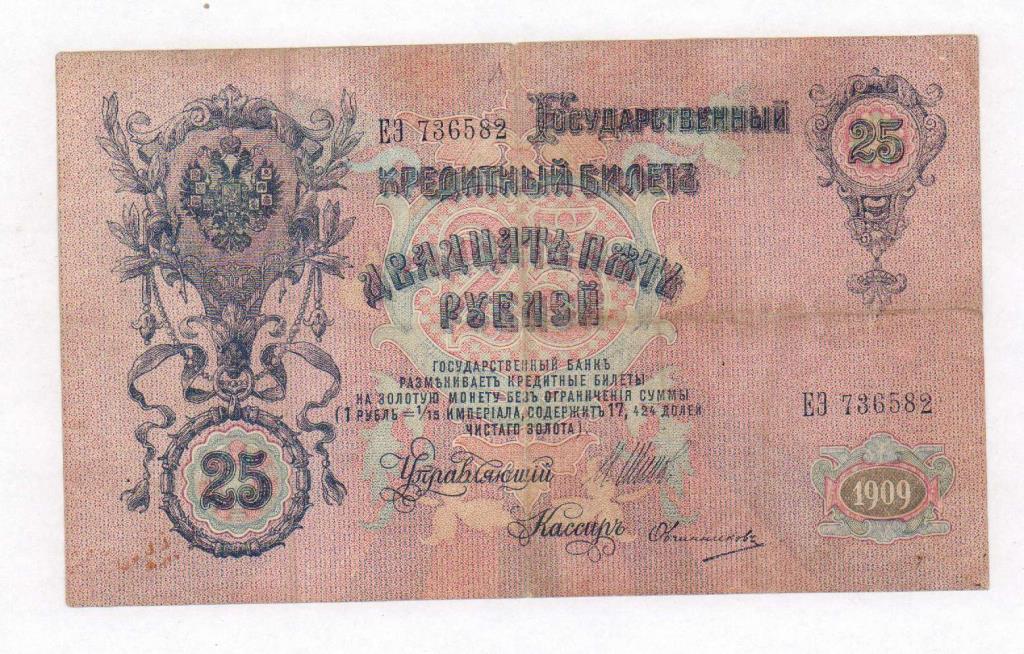 ЕЭ 736582
Государственный
кредитный билетъ
25
двадцать пять
рублей
государственный банкъ
размѣниваетъ кредитные билеты
на золотую монету безъ ограниченія суммы
(1 рубль = 1/15 имперіала, содержитъ 17,424 долей
чистаго золота).
ЕЭ 736582
Управляющій
25
1909
Кассиръ
Овчинниковъ